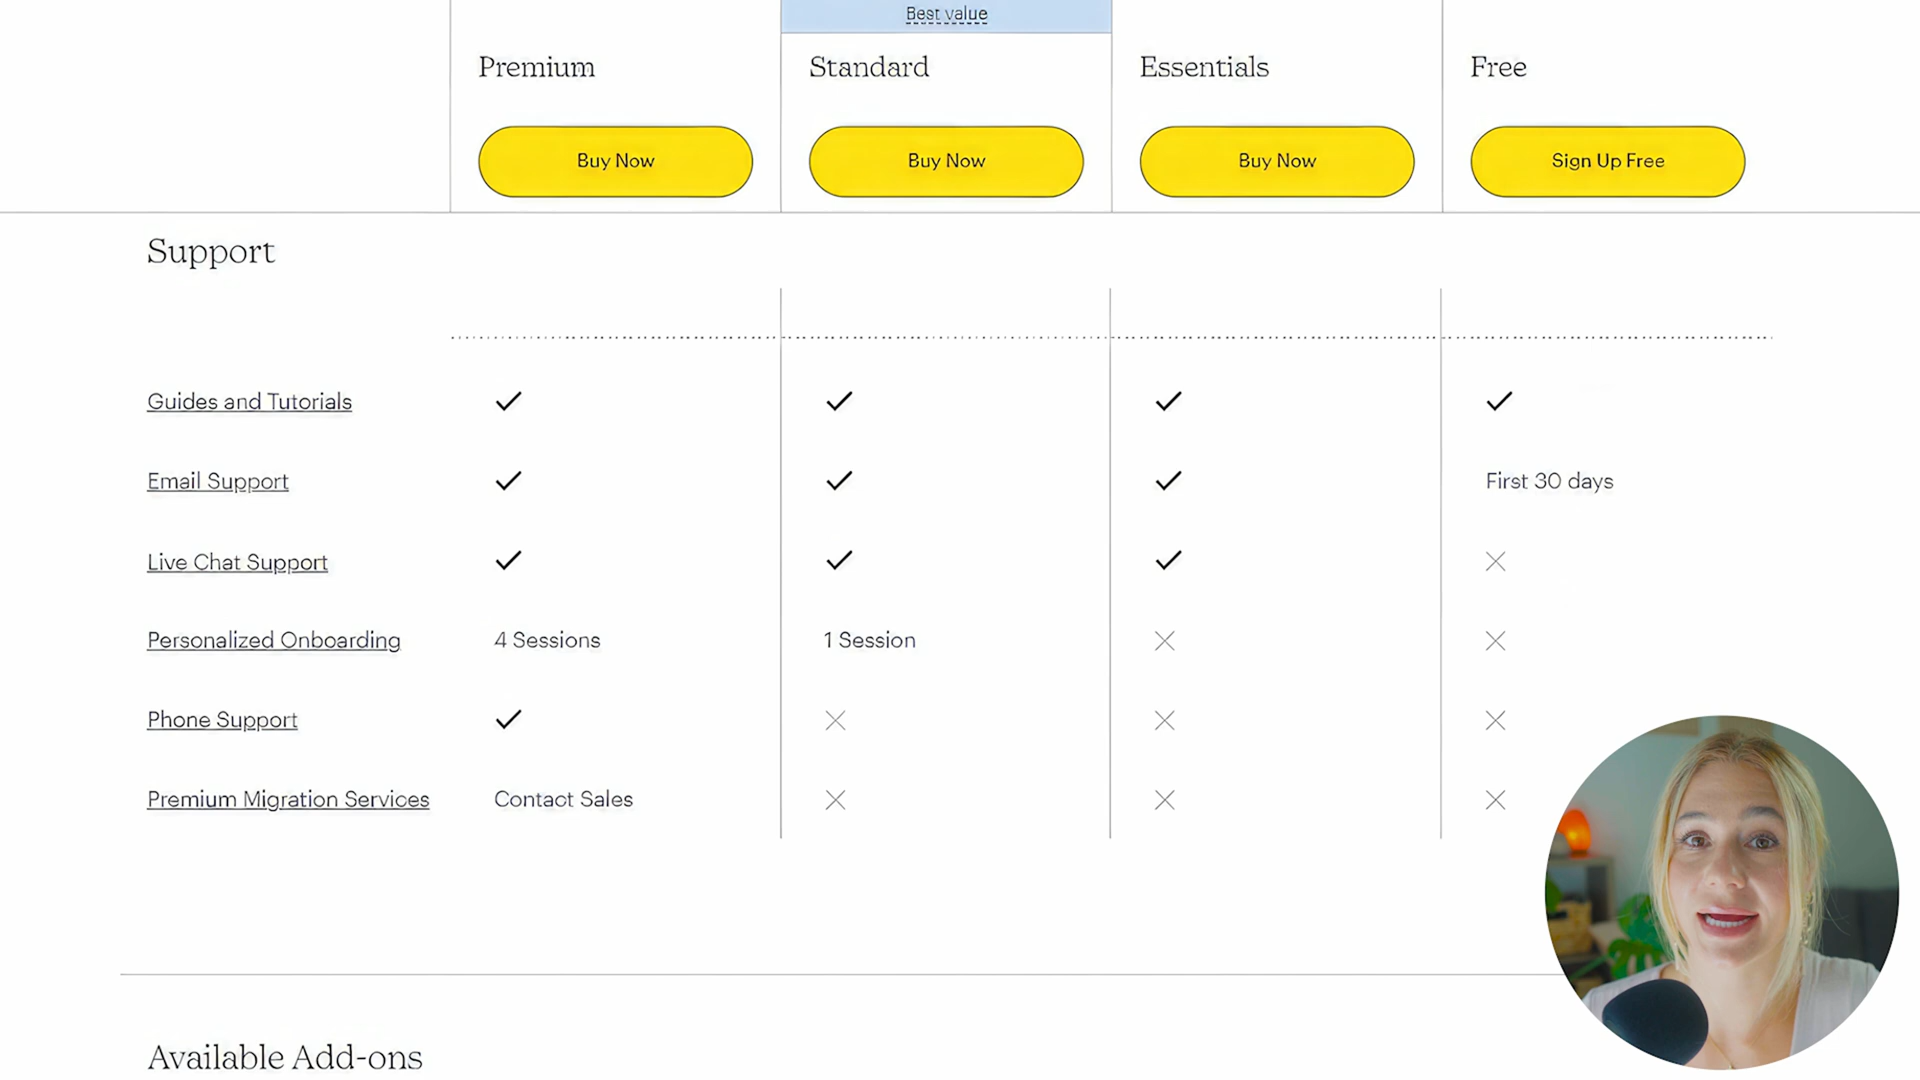 Best value
Premium Standard Essentials Free
Buy Now Buy Now Buy Now Sign Up Free
Support
Guides and Tutorials
Email Support First 30 days
Live Chat Support
Personalized Onboarding 4 Sessions 1 Session
Phone Support
Premium Migration Services Contact Sales
Available Add-ons